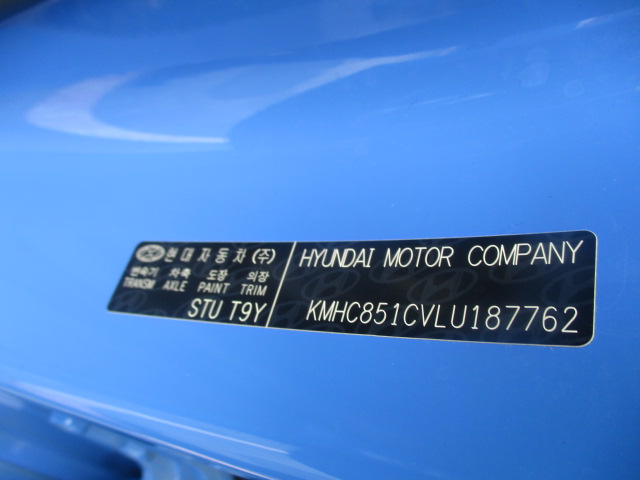 현대자동차(주)
변속기 차축 도장 의장
TRANSM AXLE PAINT TRIM
STU T9Y
HYUNDAI MOTOR COMPANY
KMHC851CVLU187762